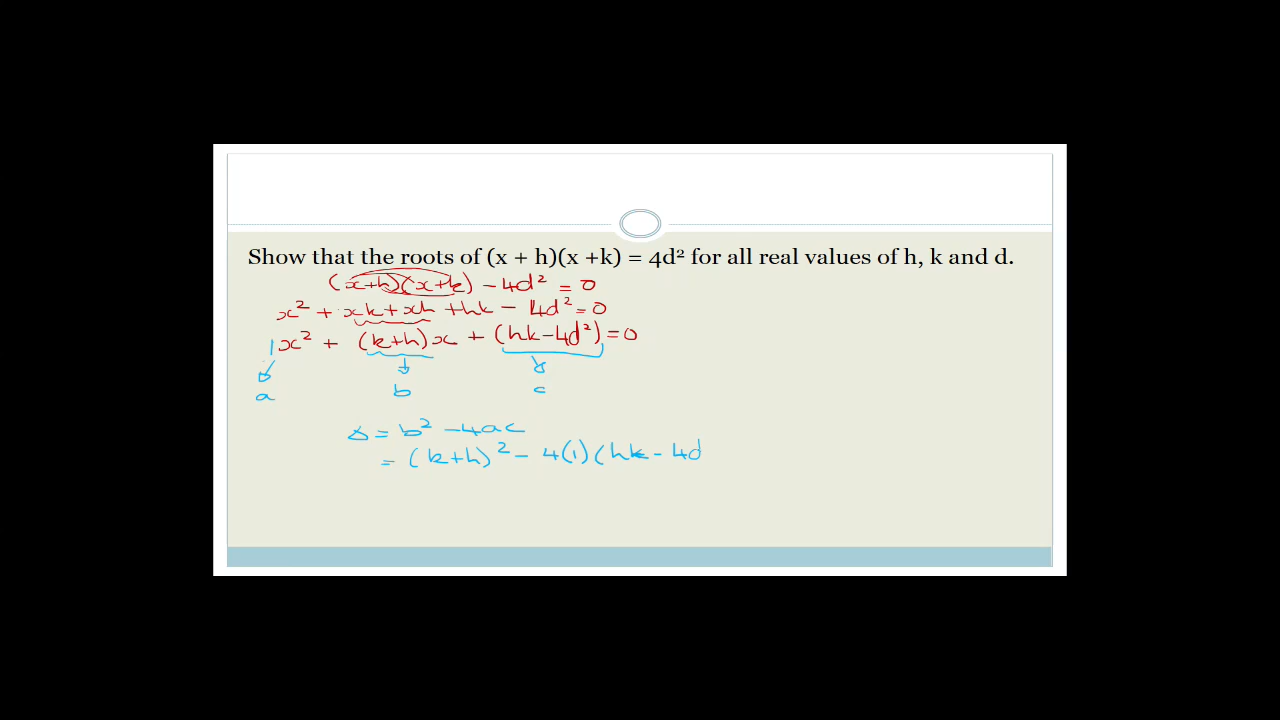 Show that the roots of (x + h)(x +k) = 4d² for all real values of h, k and d.
(x+h)(x+k) - 4d² = 0
x² + xk + xh + hk - 4d² = 0
1x² + (k+h)x + (hk-4d²) = 0
a b c
Δ = b² - 4ac
= (k+h)² - 4(1)(hk - 4d